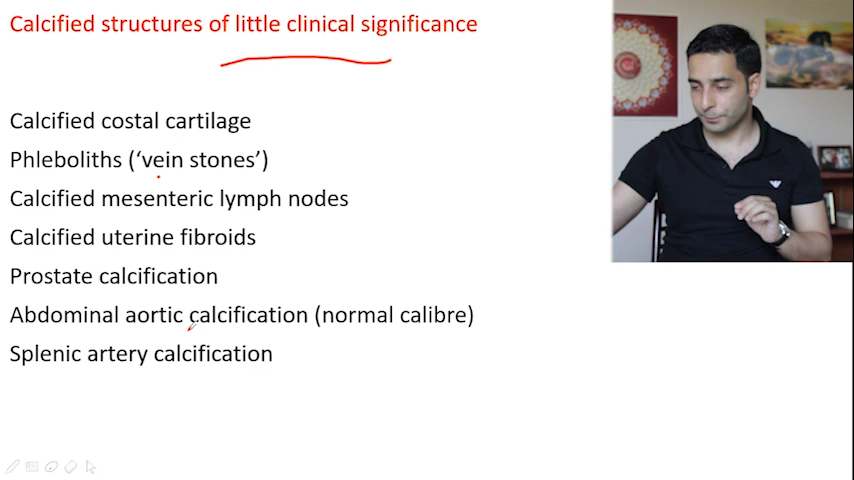 Calcified structures of little clinical significance
Calcified costal cartilage
Phleboliths (‘vein stones’)
Calcified mesenteric lymph nodes
Calcified uterine fibroids
Prostate calcification
Abdominal aortic calcification (normal calibre)
Splenic artery calcification